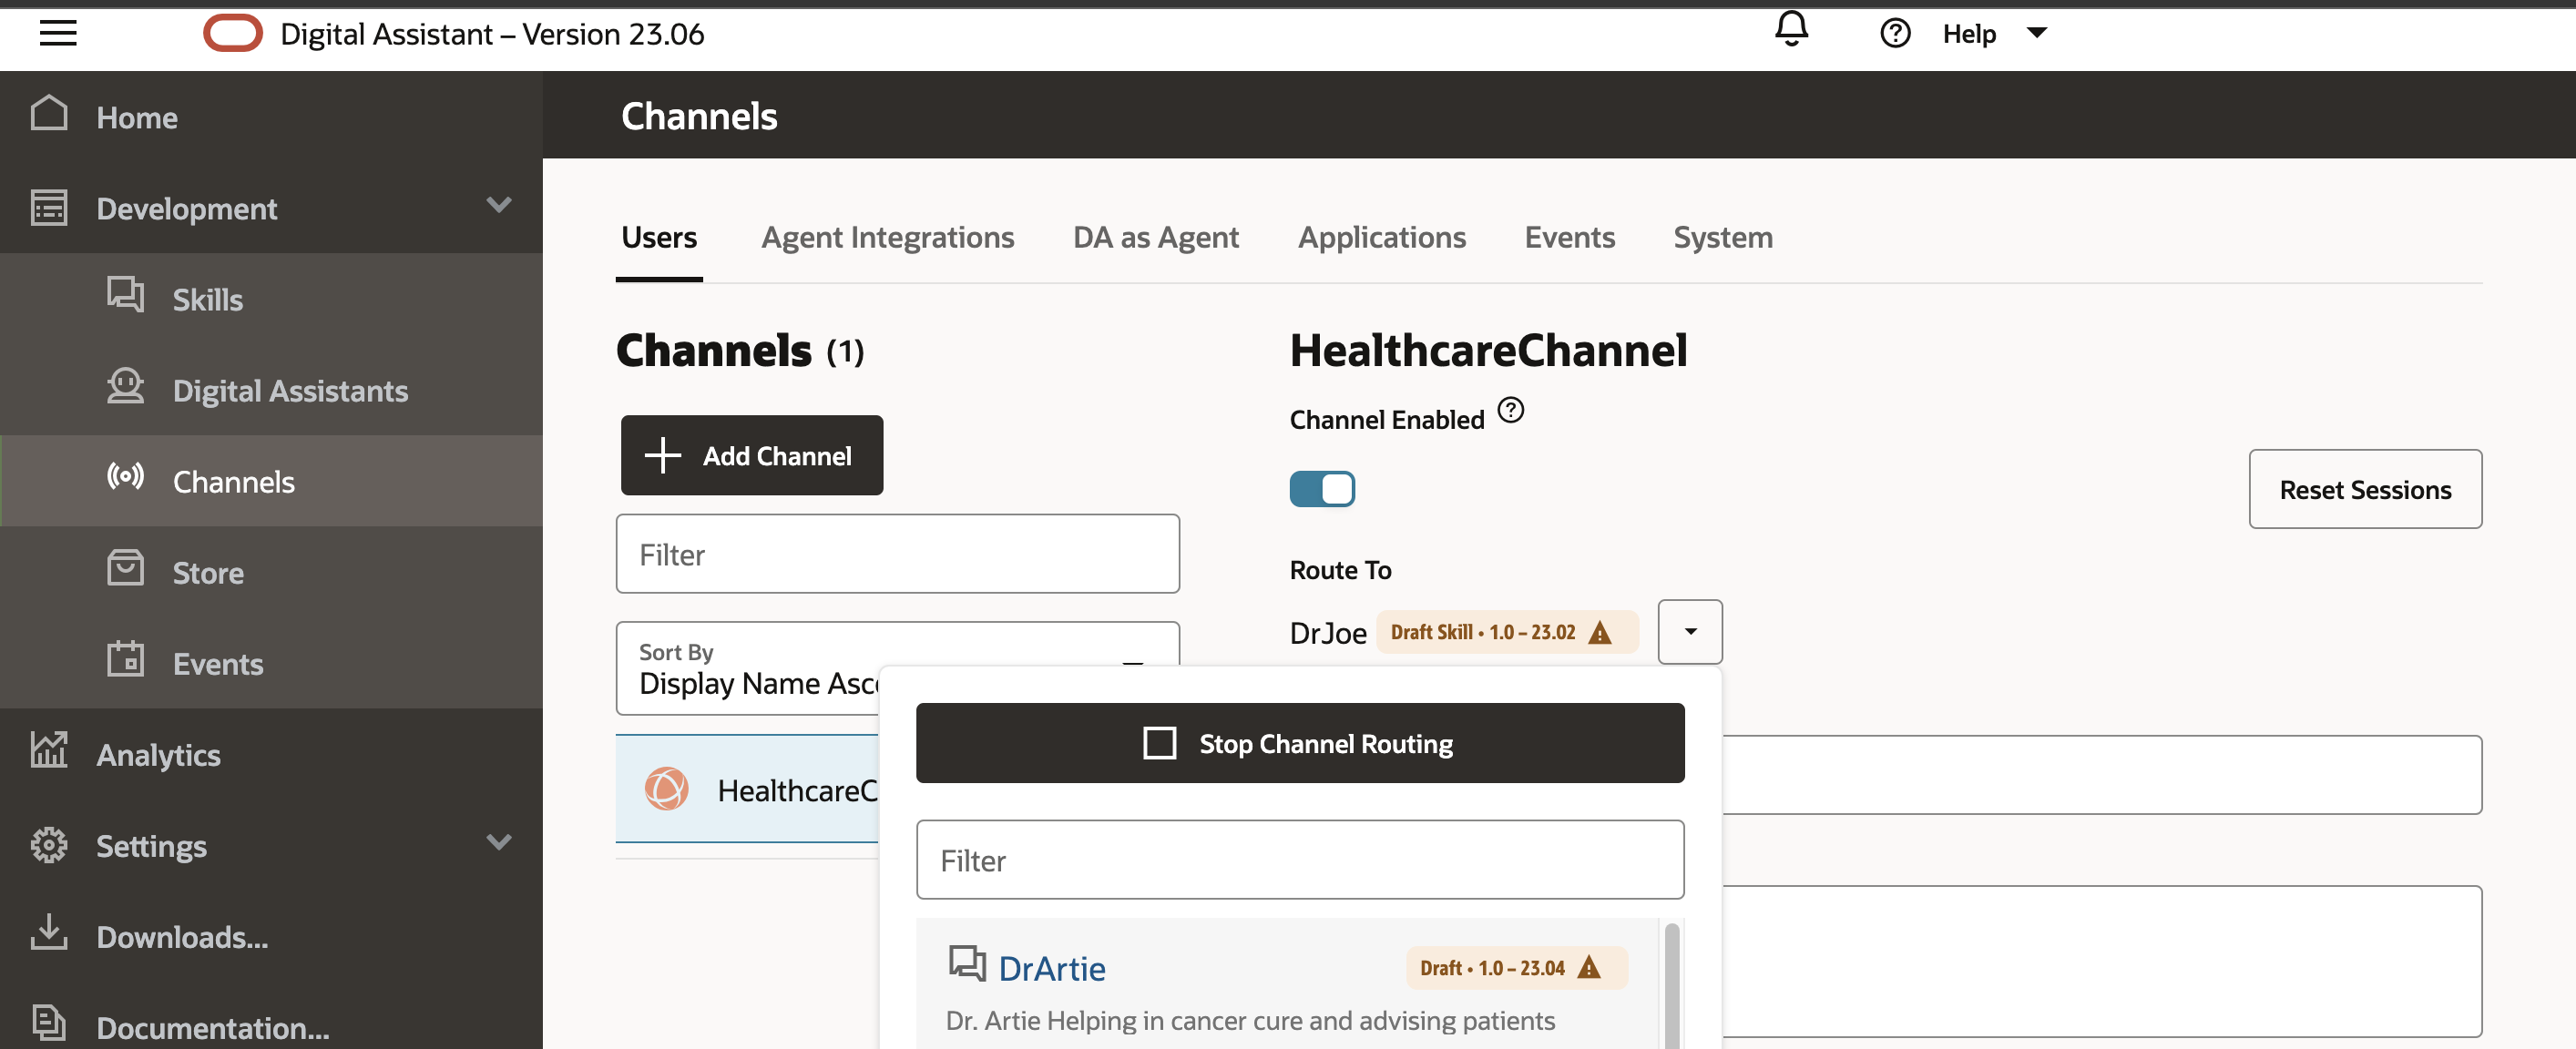 Digital Assistant – Version 23.06
Help
Home
Development
Skills
Digital Assistants
Channels
Store
Events
Analytics
Settings
Downloads...
Documentation...
Channels
Users
Agent Integrations
DA as Agent
Applications
Events
System
Channels (1)
Add Channel
Filter
Sort By
Display Name Asce
HealthcareC
HealthcareChannel
Channel Enabled
Reset Sessions
Route To
DrJoe Draft Skill • 1.0 – 23.02
Stop Channel Routing
Filter
DrArtie Draft • 1.0 – 23.04
Dr. Artie Helping in cancer cure and advising patients